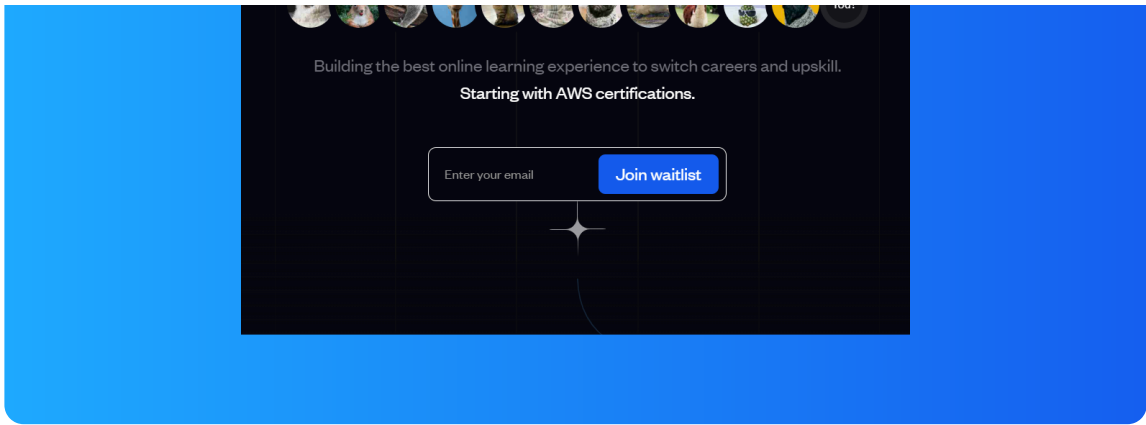 You?
Building the best online learning experience to switch careers and upskill.
Starting with AWS certifications.
Enter your email
Join waitlist